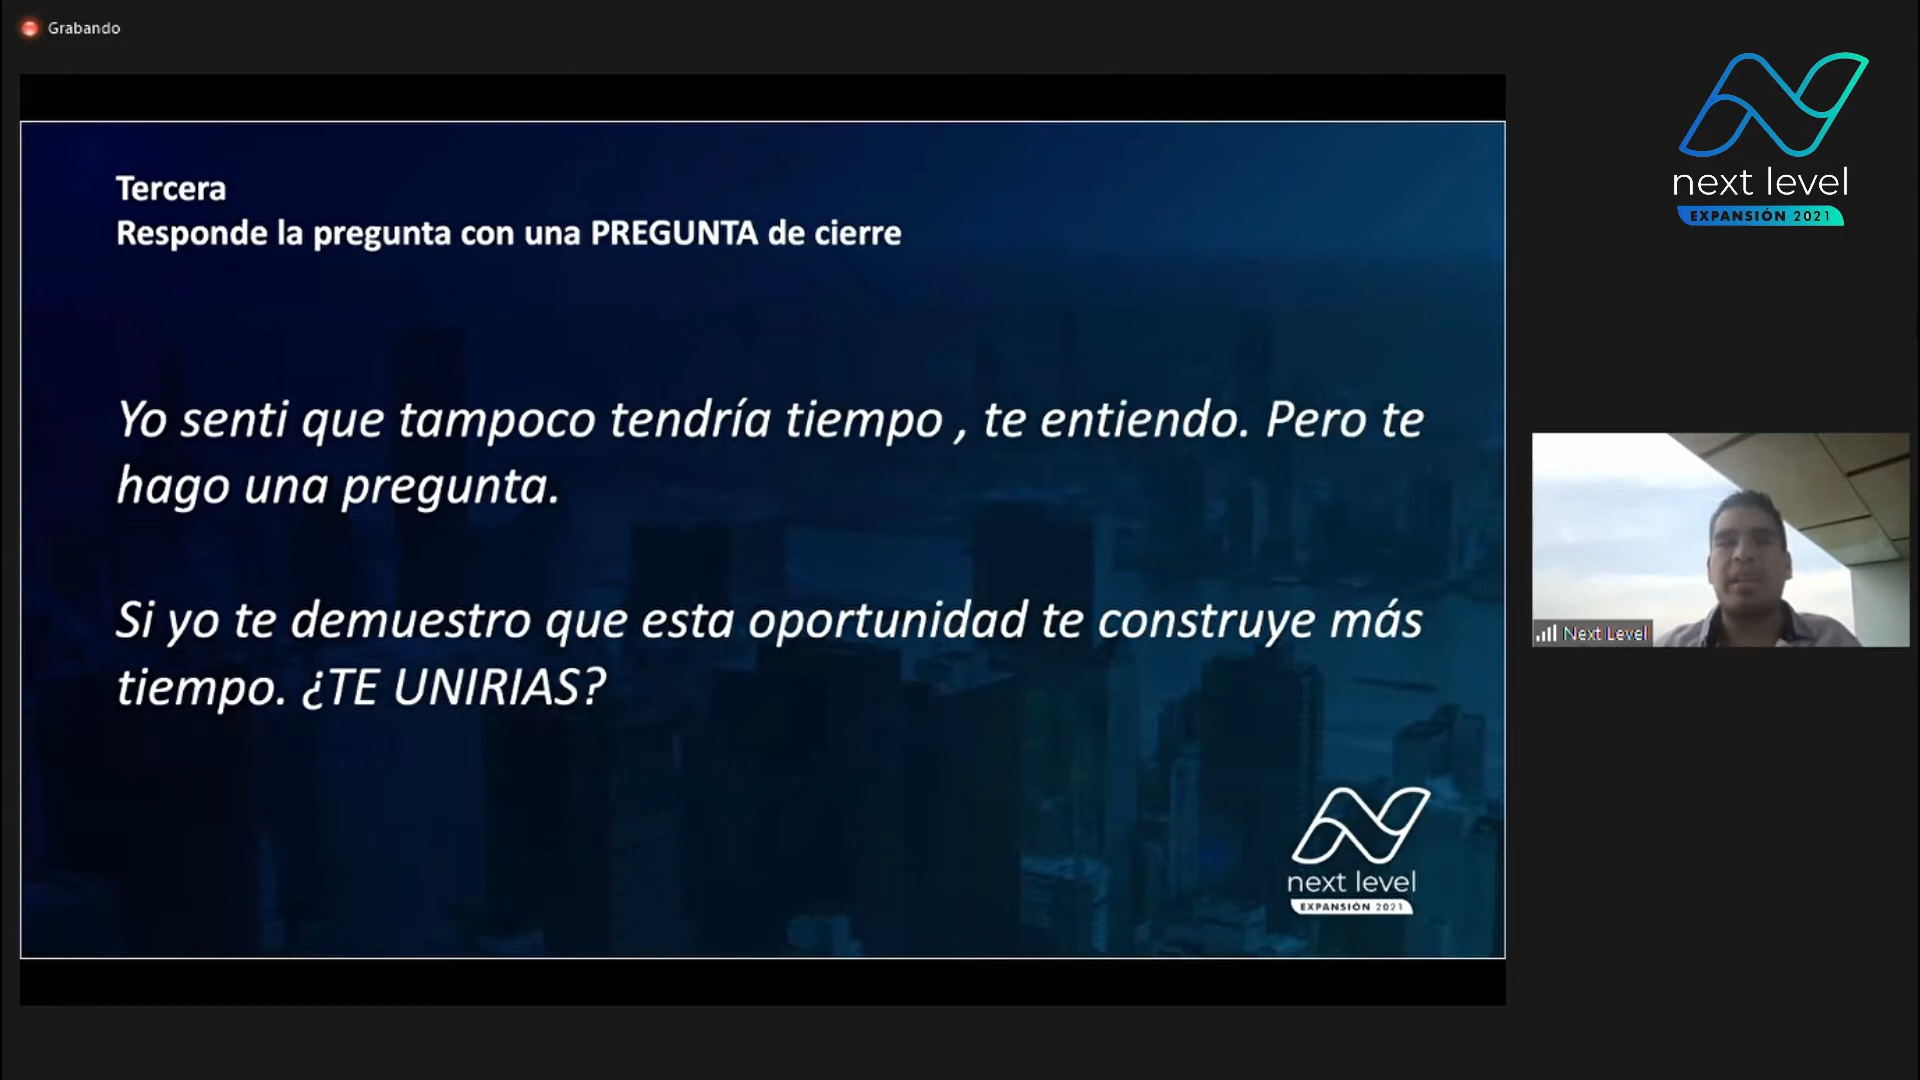 Grabando
next level
EXPANSIÓN 2021
Tercera
Responde la pregunta con una PREGUNTA de cierre
Yo senti que tampoco tendría tiempo , te entiendo. Pero te
hago una pregunta.
Si yo te demuestro que esta oportunidad te construye más
tiempo. ¿TE UNIRIAS?
next level
EXPANSIÓN 2021
Next Level